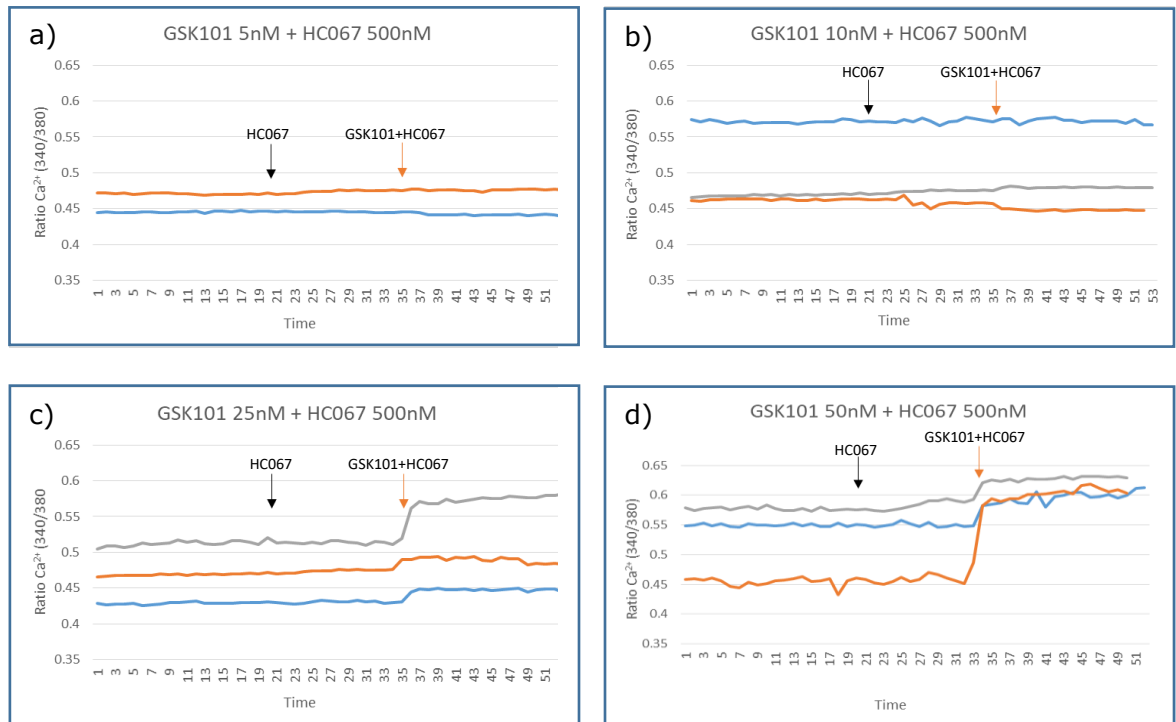 a)
GSK101 5nM + HC067 500nM
Ratio Ca²⁺ (340/380)
0.65
0.6
0.55
0.5
0.45
0.4
0.35
HC067
GSK101+HC067
1 3 5 7 9 11 13 15 17 19 21 23 25 27 29 31 33 35 37 39 41 43 45 47 49 51
Time
b)
GSK101 10nM + HC067 500nM
Ratio Ca²⁺ (340/380)
0.65
0.6
0.55
0.5
0.45
0.4
0.35
HC067
GSK101+HC067
1 3 5 7 9 11 13 15 17 19 21 23 25 27 29 31 33 35 37 39 41 43 45 47 49 51 53
Time
c)
GSK101 25nM + HC067 500nM
Ratio Ca²⁺ (340/380
0.65
0.6
0.55
0.5
0.45
0.4
0.35
HC067
GSK101+HC067
1 3 5 7 9 11 13 15 17 19 21 23 25 27 29 31 33 35 37 39 41 43 45 47 49 51
Time
d)
GSK101 50nM + HC067 500nM
Ratio Ca²⁺ (340/380)
0.65
0.6
0.55
0.5
0.45
0.4
0.35
HC067
GSK101+HC067
1 3 5 7 9 11 13 15 17 19 21 23 25 27 29 31 33 35 37 39 41 43 45 47 49 51
Time